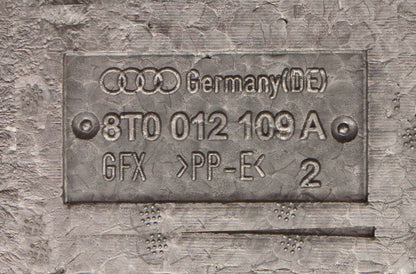 Germany(DE)
8T0 012 109 A
GFX >PP-E< 2